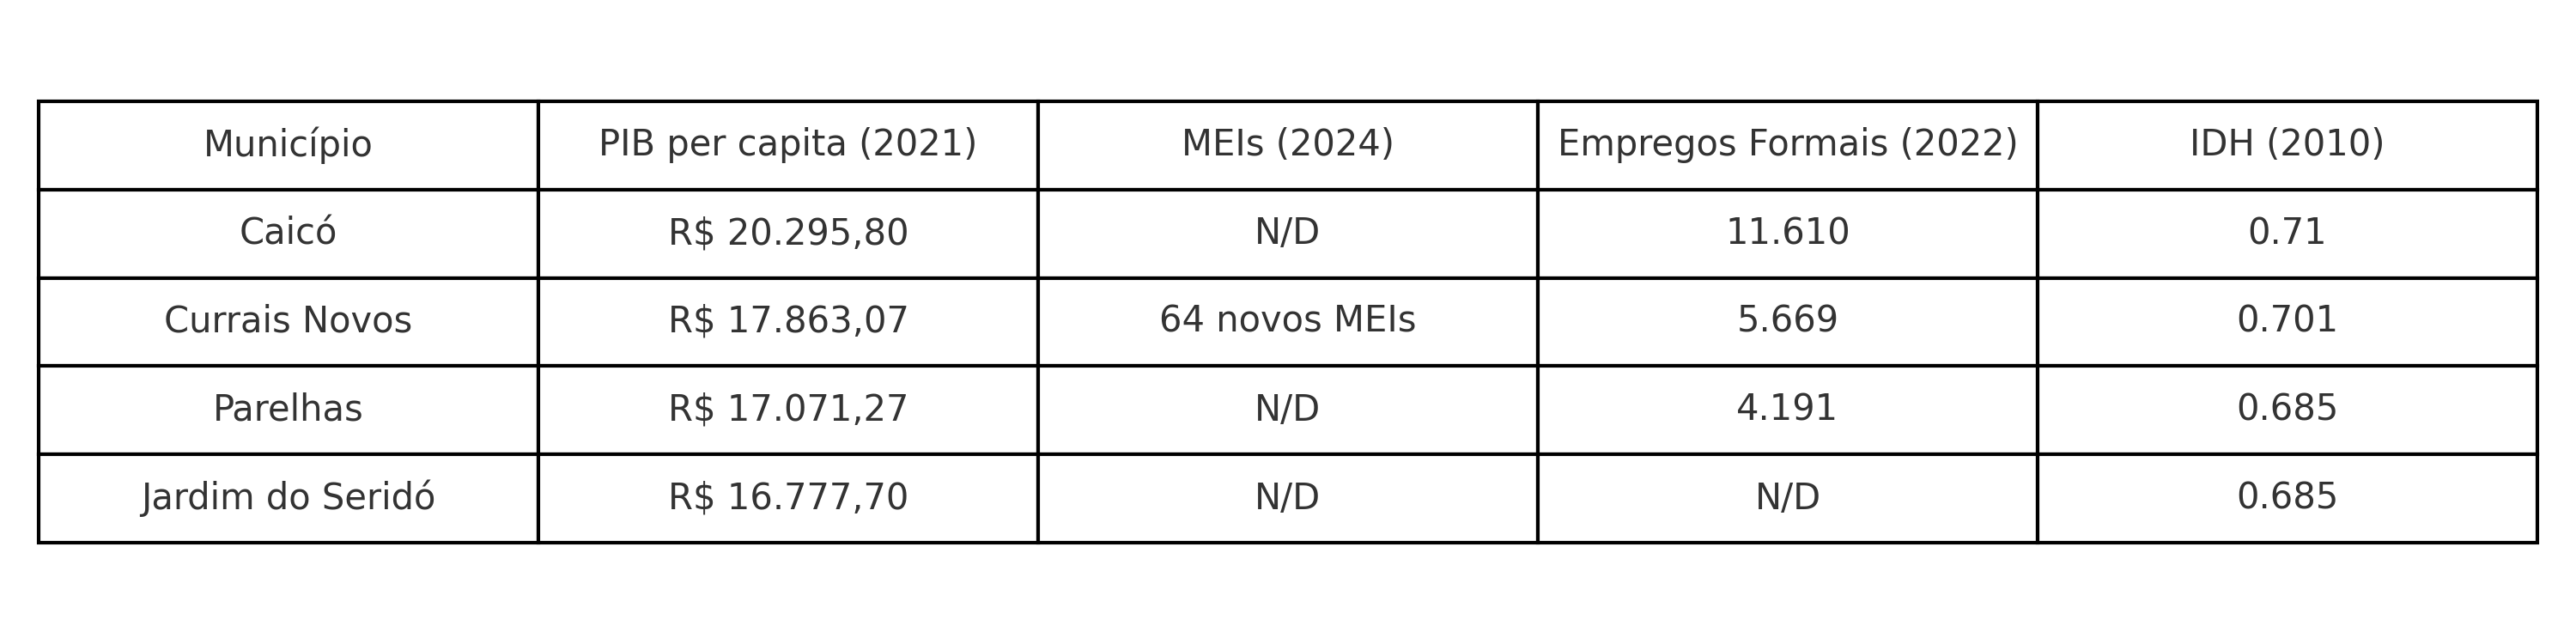 Município PIB per capita (2021) MEIs (2024) Empregos Formais (2022) IDH (2010)
Caicó R$ 20.295,80 N/D 11.610 0.71
Currais Novos R$ 17.863,07 64 novos MEIs 5.669 0.701
Parelhas R$ 17.071,27 N/D 4.191 0.685
Jardim do Seridó R$ 16.777,70 N/D N/D 0.685